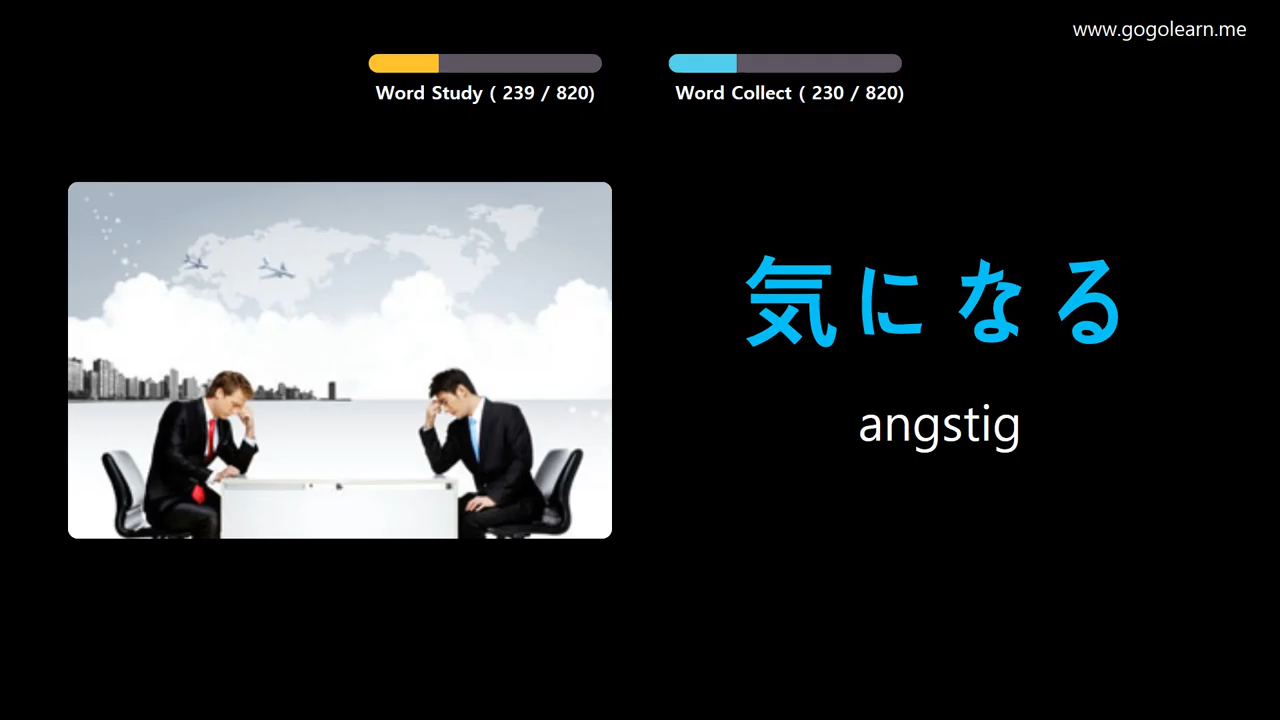 www.gogolearn.me
Word Study ( 239 / 820)
Word Collect ( 230 / 820)
気になる
angstig